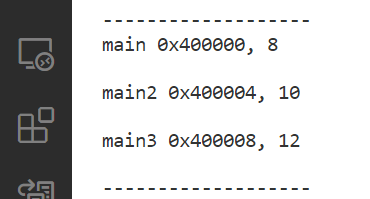 -------------------
main 0x400000, 8
main2 0x400004, 10
main3 0x400008, 12
-------------------